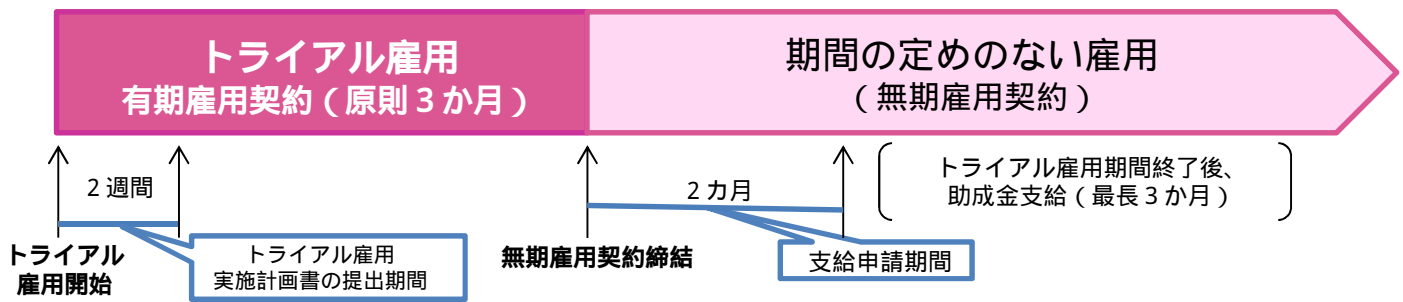 トライアル雇用
有期雇用契約(原則3か月)
期間の定めのない雇用
(無期雇用契約)
2週間
2カ月
トライアル雇用期間終了後、
助成金支給(最長3か月)
トライアル
雇用開始
トライアル雇用
実施計画書の提出期間
無期雇用契約締結
支給申請期間